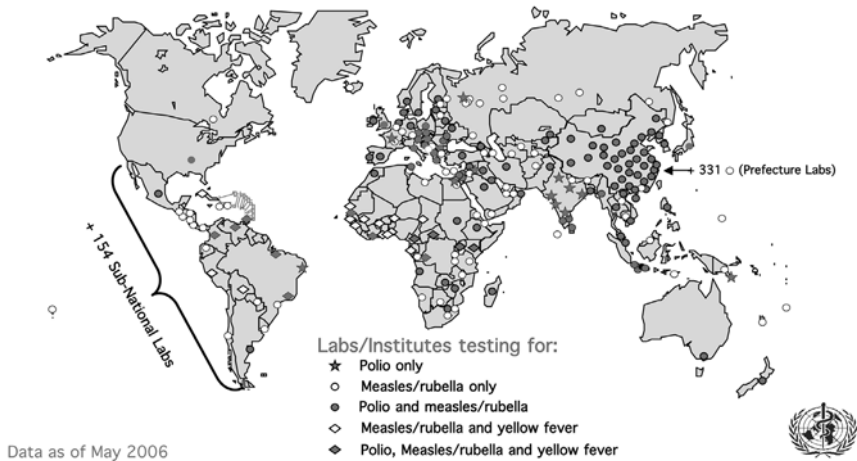 + 331 (Prefecture Labs)
+ 154 Sub-National Labs
Labs/Institutes testing for:
Polio only
Measles/rubella only
Polio and measles/rubella
Measles/rubella and yellow fever
Polio, Measles/rubella and yellow fever
Data as of May 2006